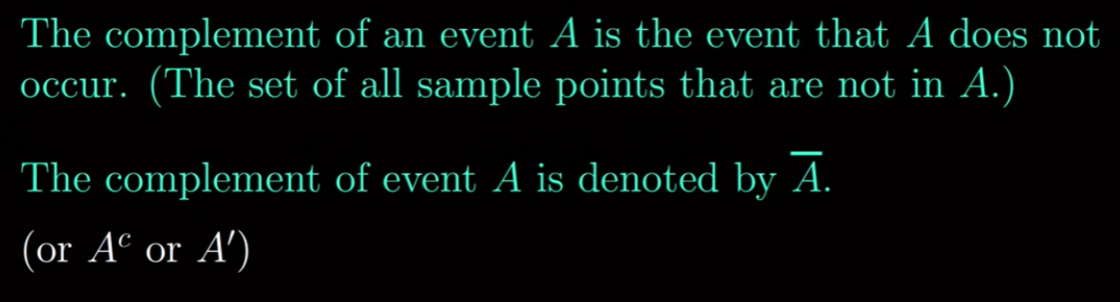 The complement of an event A is the event that A does not
occur. (The set of all sample points that are not in A.)
The complement of event A is denoted by A̅.
(or Aᶜ or A′)